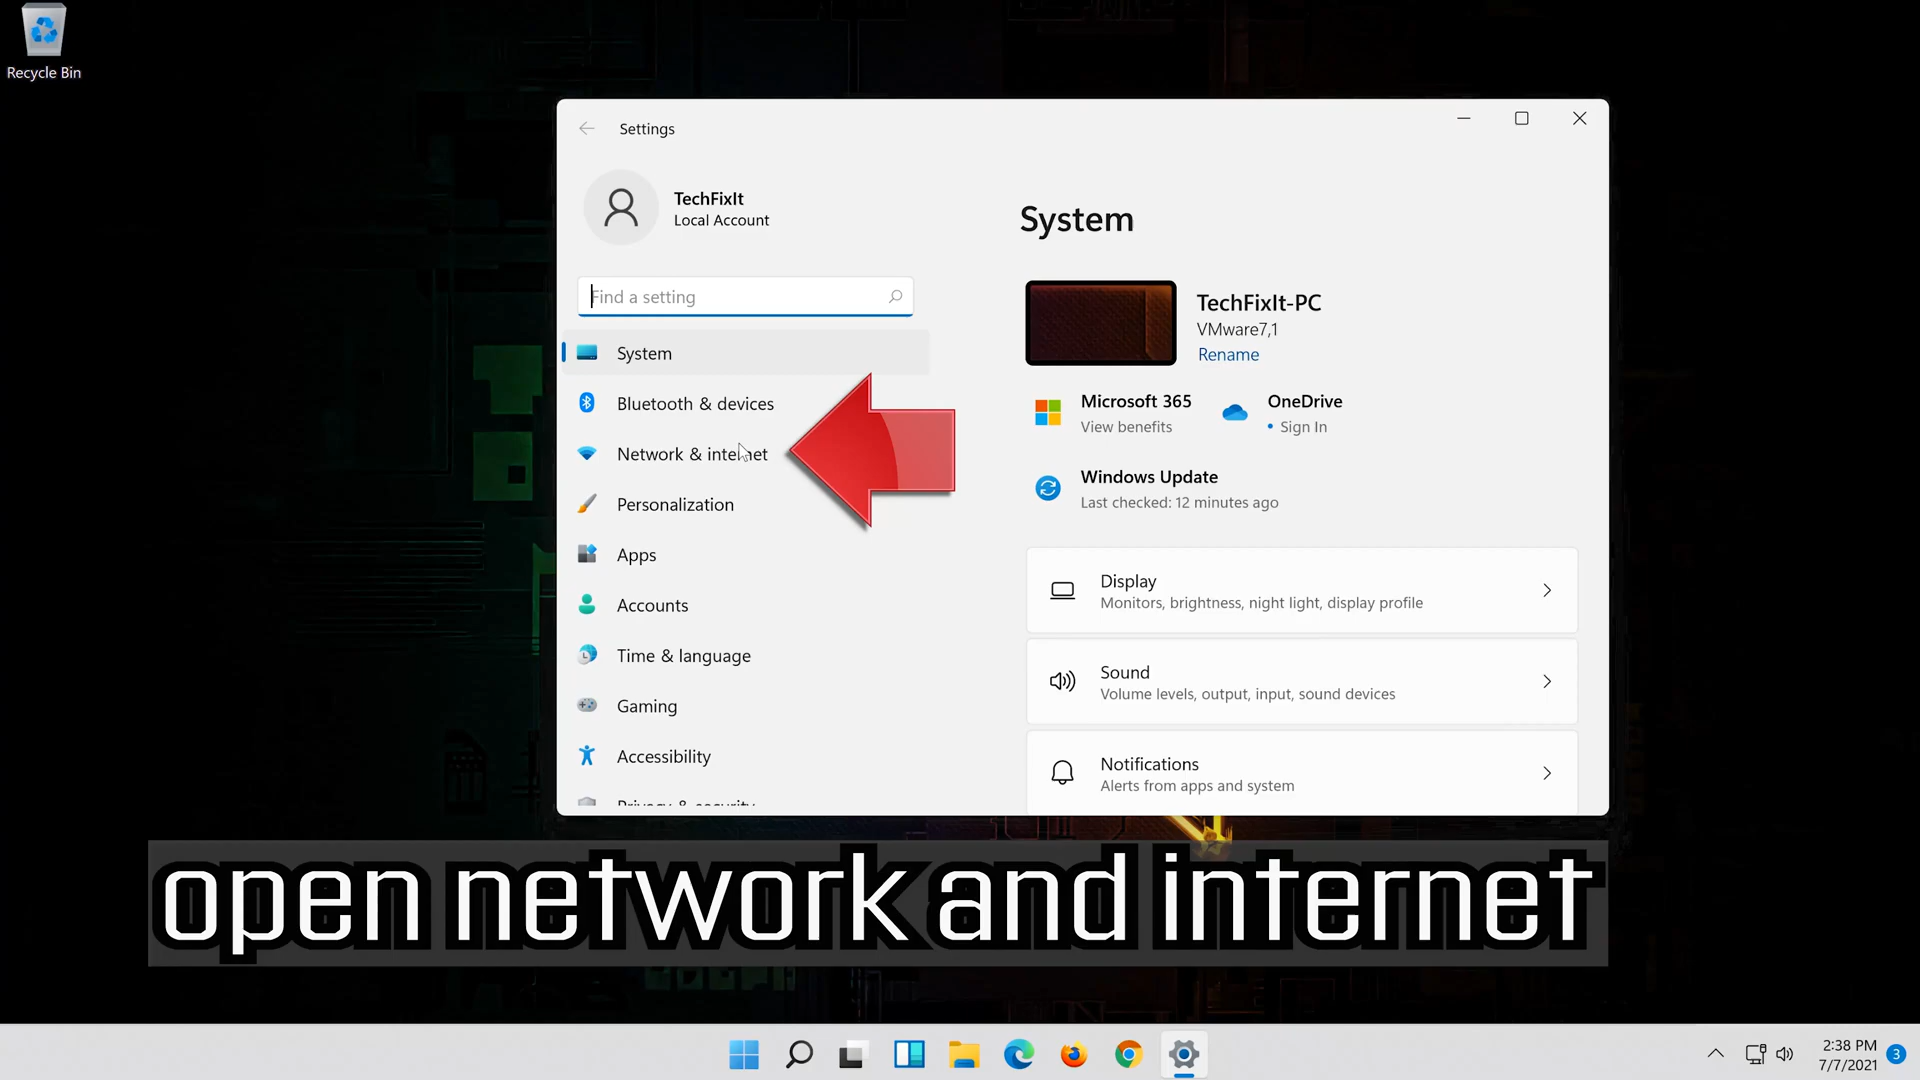 Recycle Bin
Settings
TechFixIt
Local Account
Find a setting
System
Bluetooth & devices
Network & internet
Personalization
Apps
Accounts
Time & language
Gaming
Accessibility
Privacy & security
System
TechFixIt-PC
VMware7,1
Rename
Microsoft 365
View benefits
OneDrive
• Sign In
Windows Update
Last checked: 12 minutes ago
Display
Monitors, brightness, night light, display profile
Sound
Volume levels, output, input, sound devices
Notifications
Alerts from apps and system
open network and internet
2:38 PM
7/7/2021
3